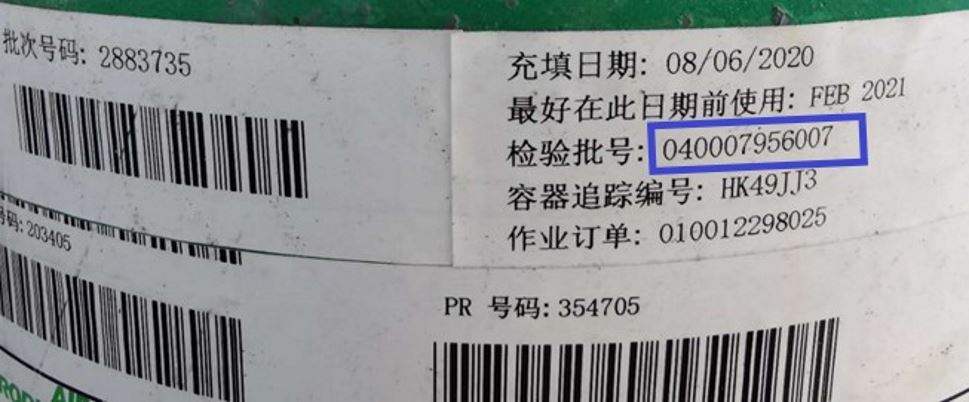 批次号码: 2883735
充填日期: 08/06/2020
最好在此日期前使用: FEB 2021
检验批号: 040007956007
容器追踪编号: HK49JJ3
作业订单: 010012298025
号码: 203405
PR 号码: 354705